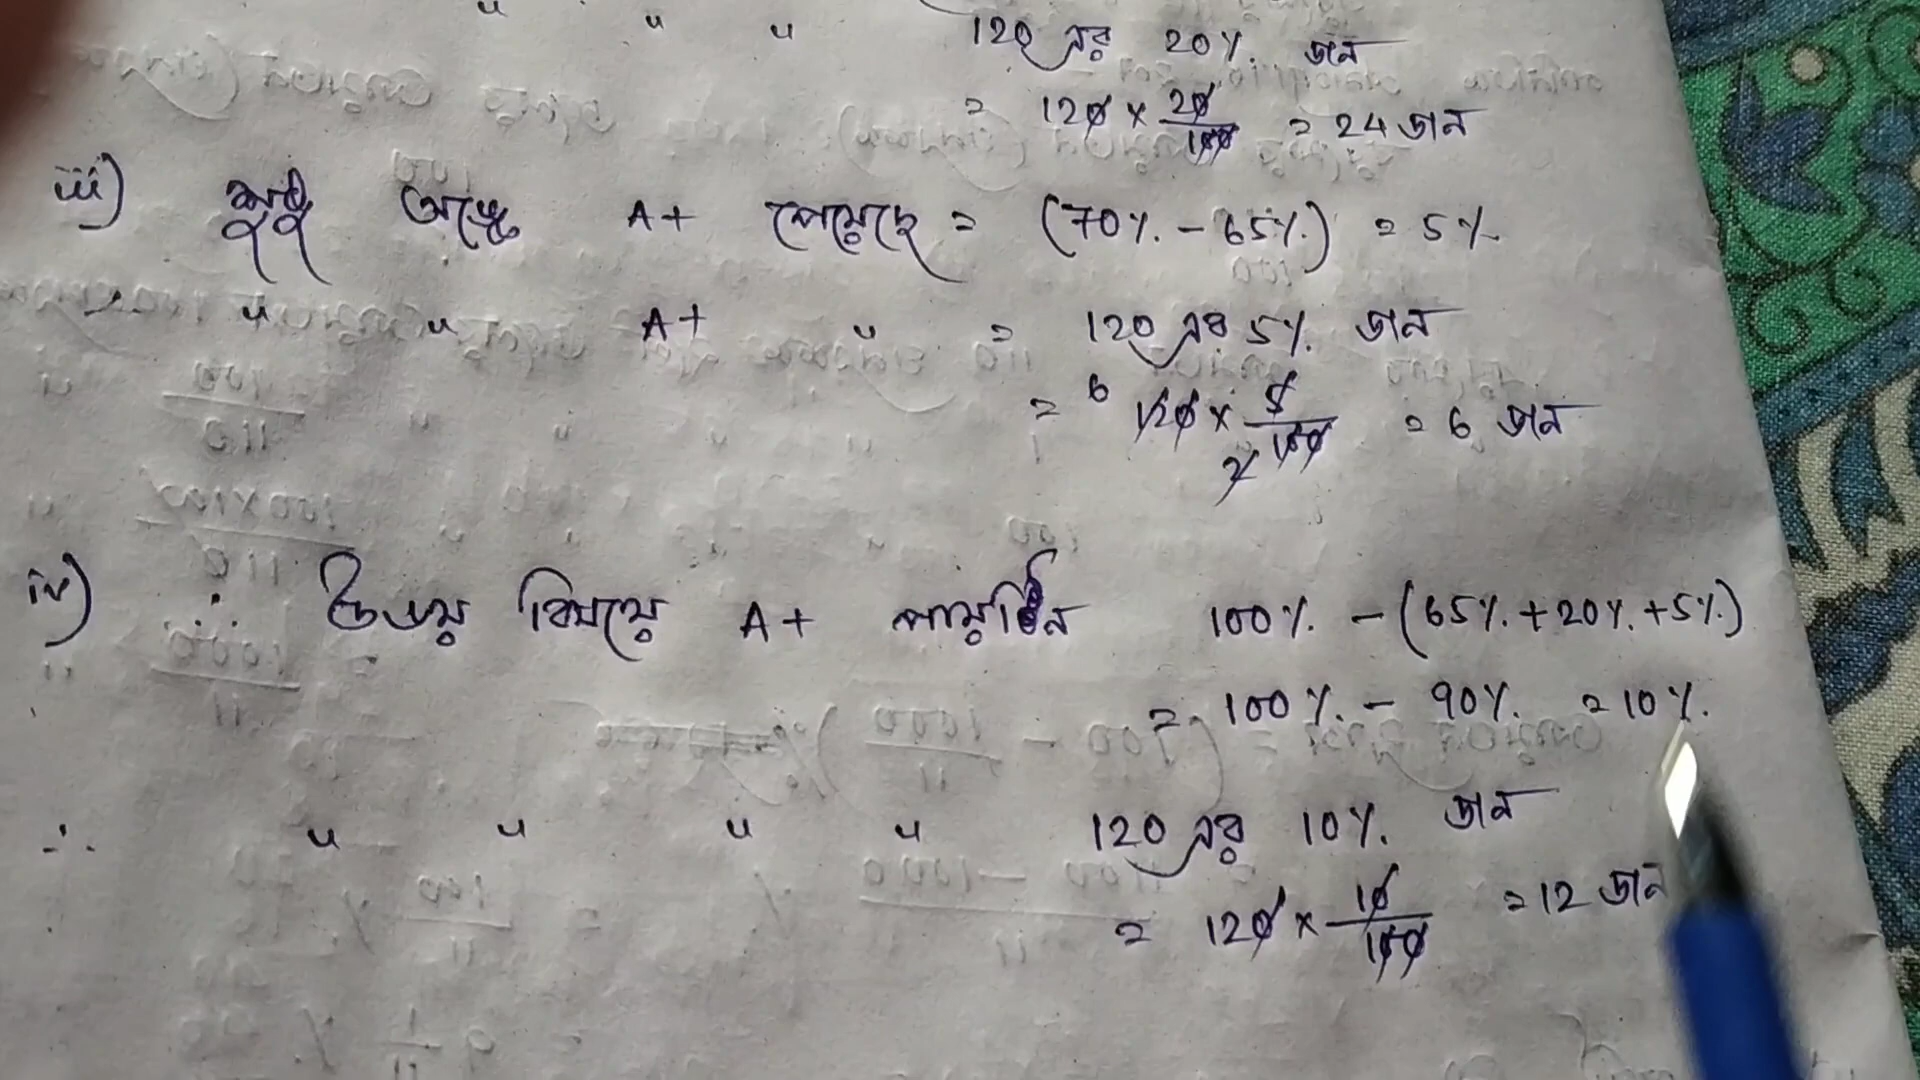 " " " 120 এর 20% জন
= 120 × 20/100 = 24 জন
iii) শুধু অঙ্কে A+ পেয়েছে = (70% - 65%) = 5%
" " A+ " = 120 এর 5% জন
= 6 120 × 5/100 2 = 6 জন
iv) ∴ উভয় বিষয়ে A+ পায়নি 100% - (65% + 20% + 5%)
= 100% - 90% = 10%
∴ " " " " 120 এর 10% জন
= 120 × 10/100 = 12 জন